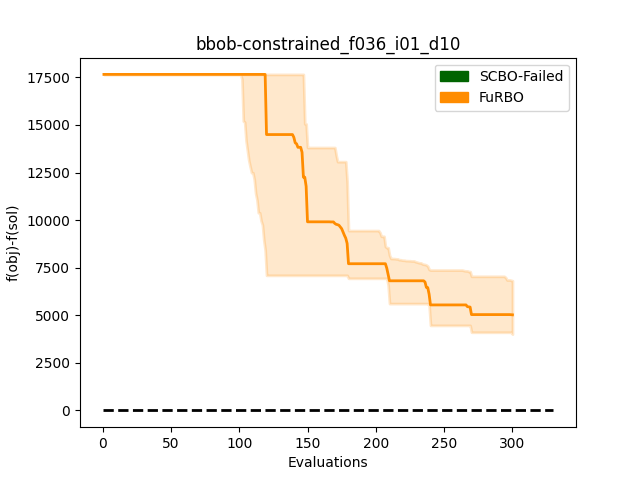 bbob-constrained_f036_i01_d10
SCBO-Failed
FuRBO
f(obj)-f(sol)
17500
15000
12500
10000
7500
5000
2500
0
0 50 100 150 200 250 300
Evaluations